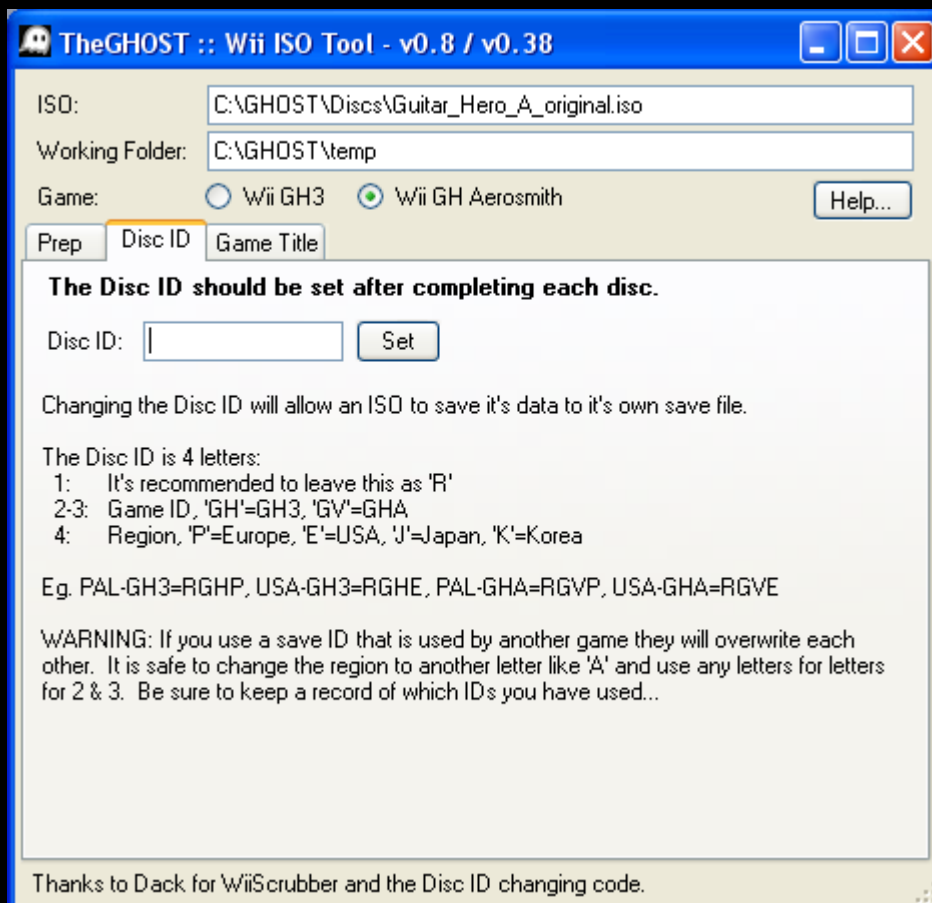 TheGHOST :: Wii ISO Tool - v0.8 / v0.38
ISO: C:\GHOST\Discs\Guitar_Hero_A_original.iso
Working Folder: C:\GHOST\temp
Game: Wii GH3 Wii GH Aerosmith Help...
Prep Disc ID Game Title
The Disc ID should be set after completing each disc.
Disc ID: Set
Changing the Disc ID will allow an ISO to save it's data to it's own save file.
The Disc ID is 4 letters:
1: It's recommended to leave this as 'R'
2-3: Game ID, 'GH'=GH3, 'GV'=GHA
4: Region, 'P'=Europe, 'E'=USA, 'J'=Japan, 'K'=Korea
Eg. PAL-GH3=RGHP, USA-GH3=RGHE, PAL-GHA=RGVP, USA-GHA=RGVE
WARNING: If you use a save ID that is used by another game they will overwrite each
other. It is safe to change the region to another letter like 'A' and use any letters for letters
for 2 & 3. Be sure to keep a record of which IDs you have used...
Thanks to Dack for WiiScrubber and the Disc ID changing code.